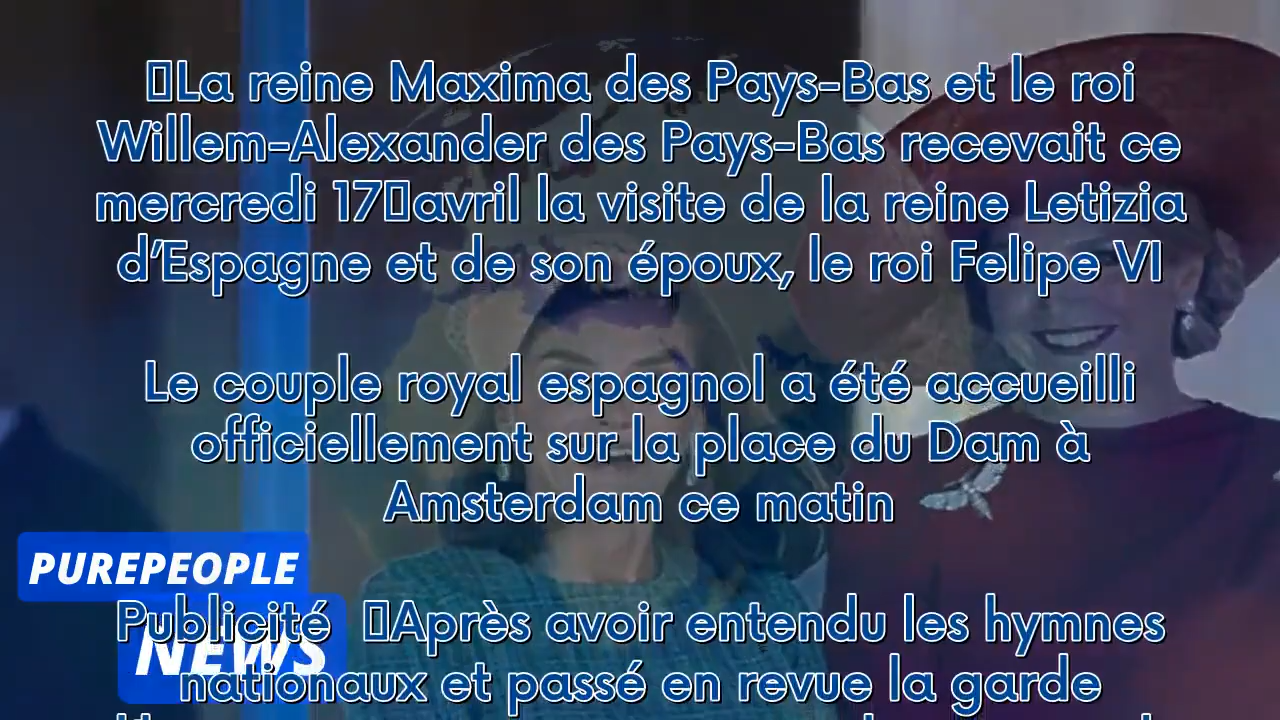 La reine Maxima des Pays-Bas et le roi
Willem-Alexander des Pays-Bas recevait ce
mercredi 17 avril la visite de la reine Letizia
d’Espagne et de son époux, le roi Felipe VI
Le couple royal espagnol a été accueilli
officiellement sur la place du Dam à
Amsterdam ce matin
PUREPEOPLE
Publicité Après avoir entendu les hymnes
NEWS
nationaux et passé en revue la garde